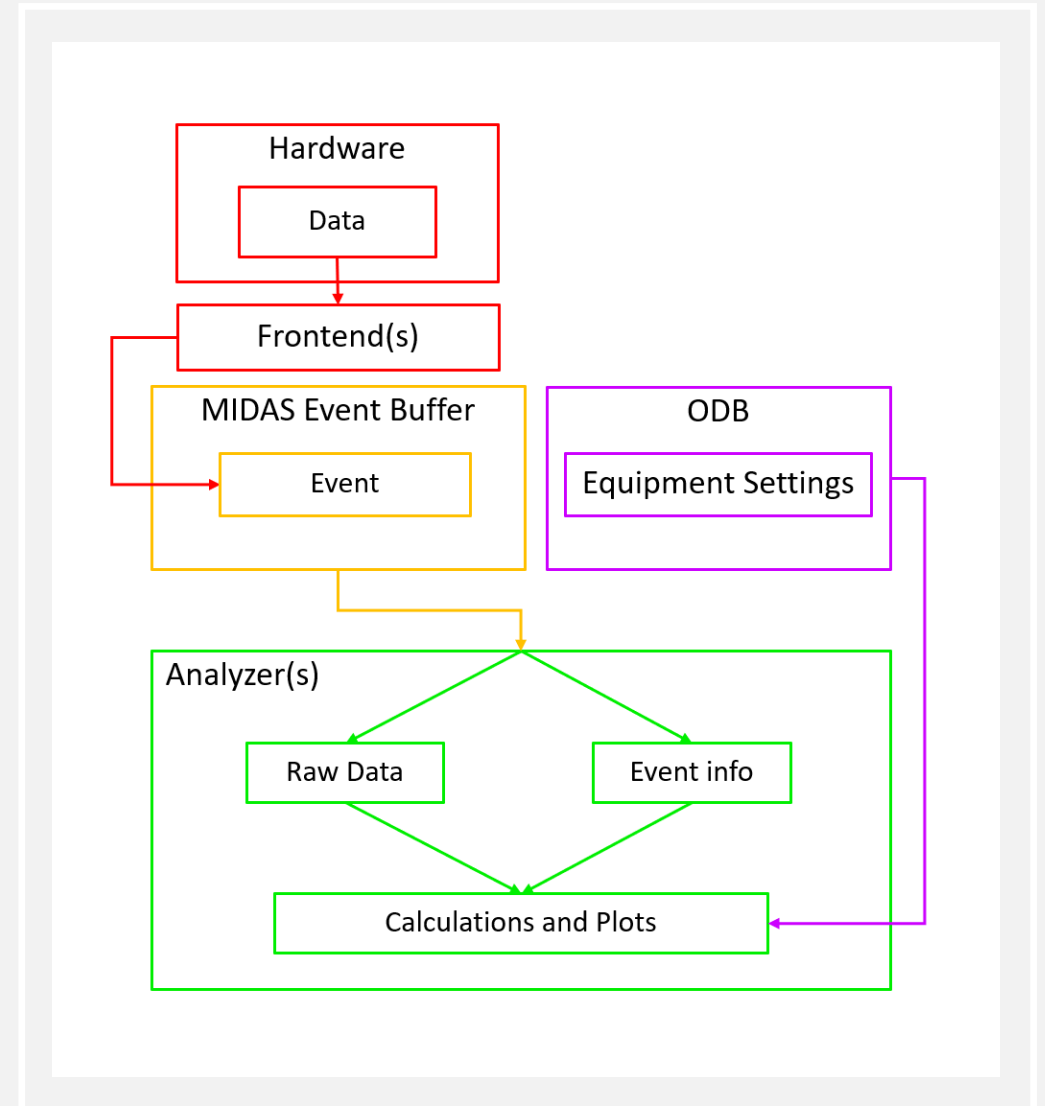 Hardware
Data
Frontend(s)
MIDAS Event Buffer
Event
ODB
Equipment Settings
Analyzer(s)
Raw Data
Event info
Calculations and Plots